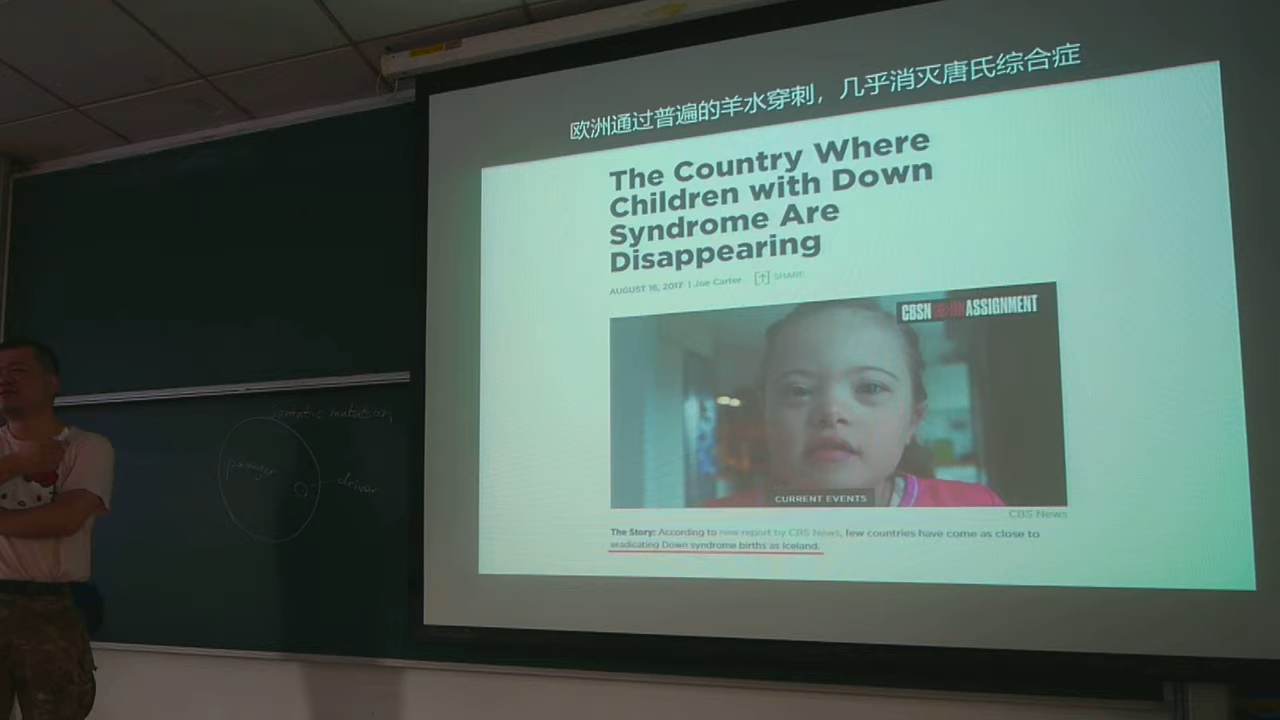 欧洲通过普遍的羊水穿刺，几乎消灭唐氏综合症
The Country Where
Children with Down
Syndrome Are
Disappearing
AUGUST 16, 2017 | Joe Carter SHARE
CBSN ON ASSIGNMENT
CURRENT EVENTS
CBS News
The Story: According to new report by CBS News, few countries have come as close to
eradicating Down syndrome births as Iceland.
somatic mutation
driver